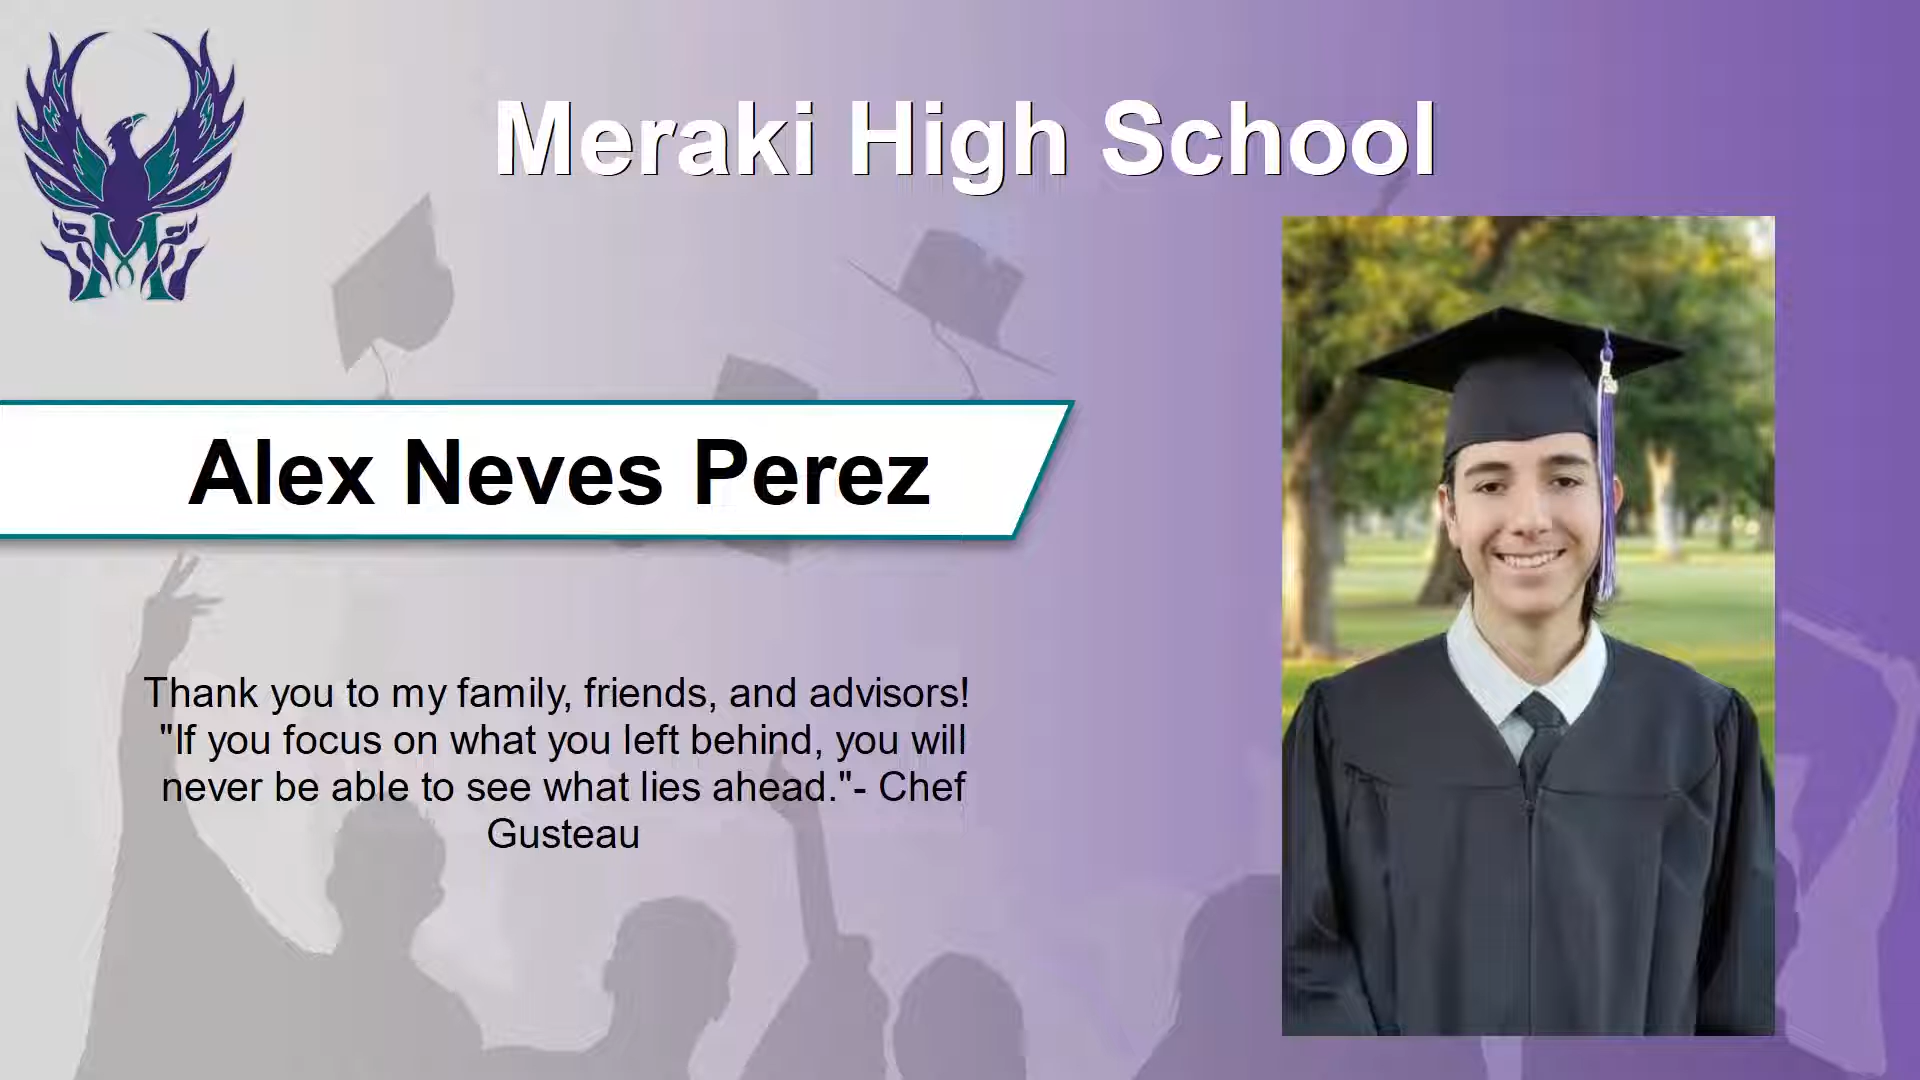 Meraki High School
Alex Neves Perez
Thank you to my family, friends, and advisors!
"If you focus on what you left behind, you will
never be able to see what lies ahead."- Chef
Gusteau
M